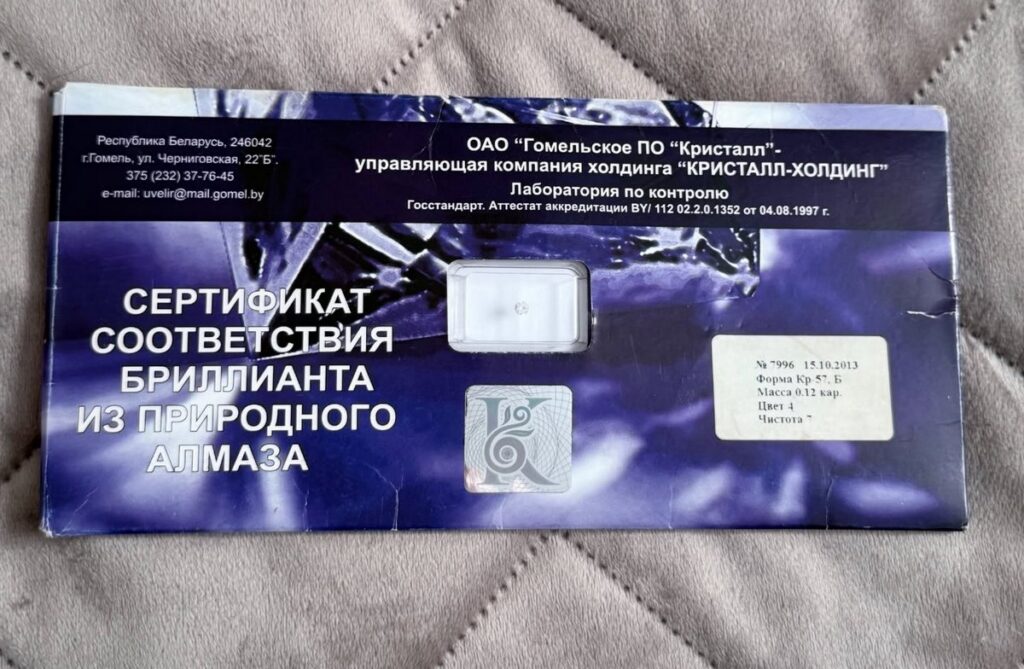 Республика Беларусь, 246042
г.Гомель, ул. Черниговская, 22"Б".
375 (232) 37-76-45
e-mail: uvelir@mail.gomel.by
ОАО “Гомельское ПО “Кристалл”-
управляющая компания холдинга “КРИСТАЛЛ-ХОЛДИНГ”
Лаборатория по контролю
Госстандарт. Аттестат аккредитации BY/ 112 02.2.0.1352 от 04.08.1997 г.
СЕРТИФИКАТ
СООТВЕТСТВИЯ
БРИЛЛИАНТА
ИЗ ПРИРОДНОГО
АЛМАЗА
№ 7996 15.10.2013
Форма Кр-57, Б
Масса 0.12 кар.
Цвет 4
Чистота 7